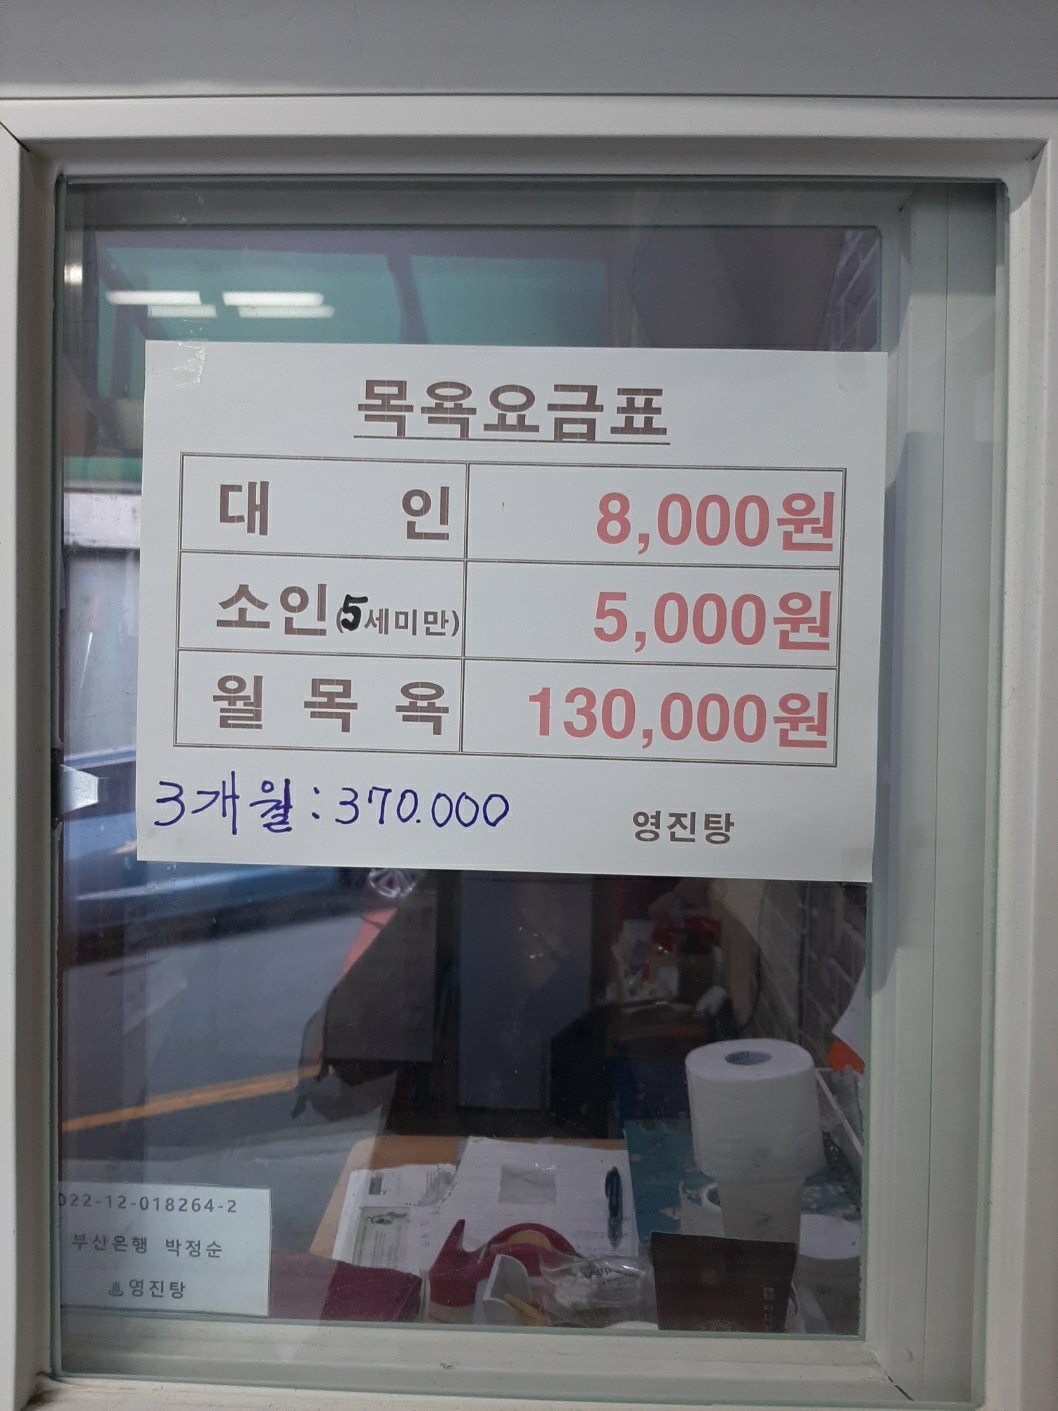 목욕요금표
대 인 8,000원
소인(5세미만) 5,000원
월 목 욕 130,000원
3개월 : 370.000
영진탕
022-12-018264-2
부산은행 박정순
♨영진탕